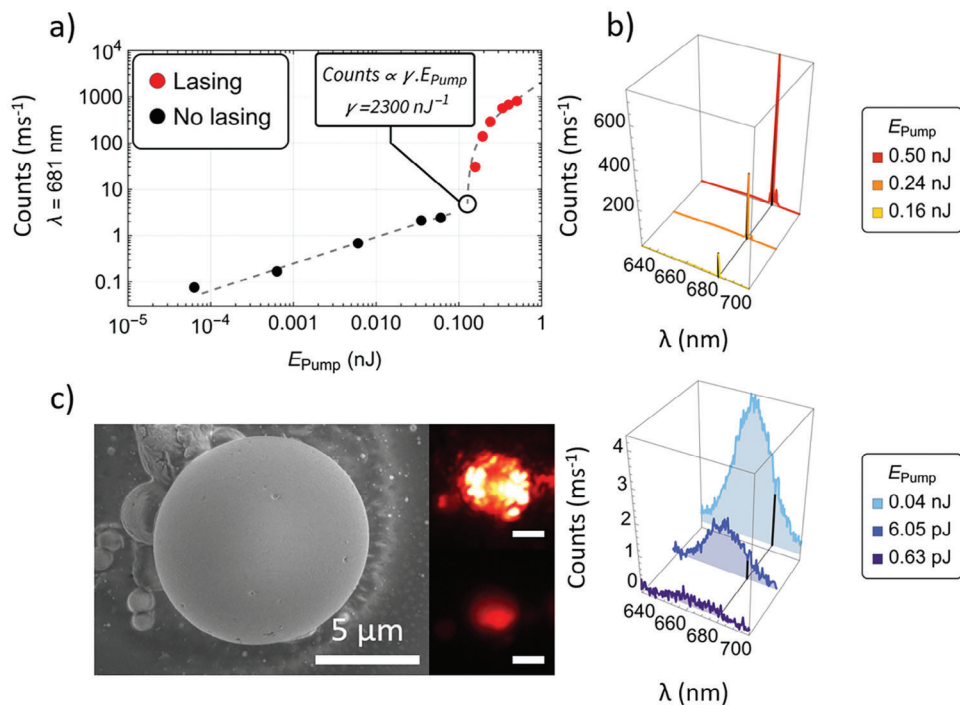 a)
Counts (ms⁻¹)
λ = 681 nm
10⁴
1000
100
10
1
0.1
Lasing
No lasing
Counts ∝ γ.E_Pump
γ=2300 nJ⁻¹
10⁻⁵
10⁻⁴
0.001
0.010
0.100
1
E_Pump (nJ)
b)
Counts (ms⁻¹)
600
400
200
640
660
680
700
λ (nm)
E_Pump
0.50 nJ
0.24 nJ
0.16 nJ
c)
5 µm
Counts (ms⁻¹)
4
3
2
1
0
640
660
680
700
λ (nm)
E_Pump
0.04 nJ
6.05 pJ
0.63 pJ